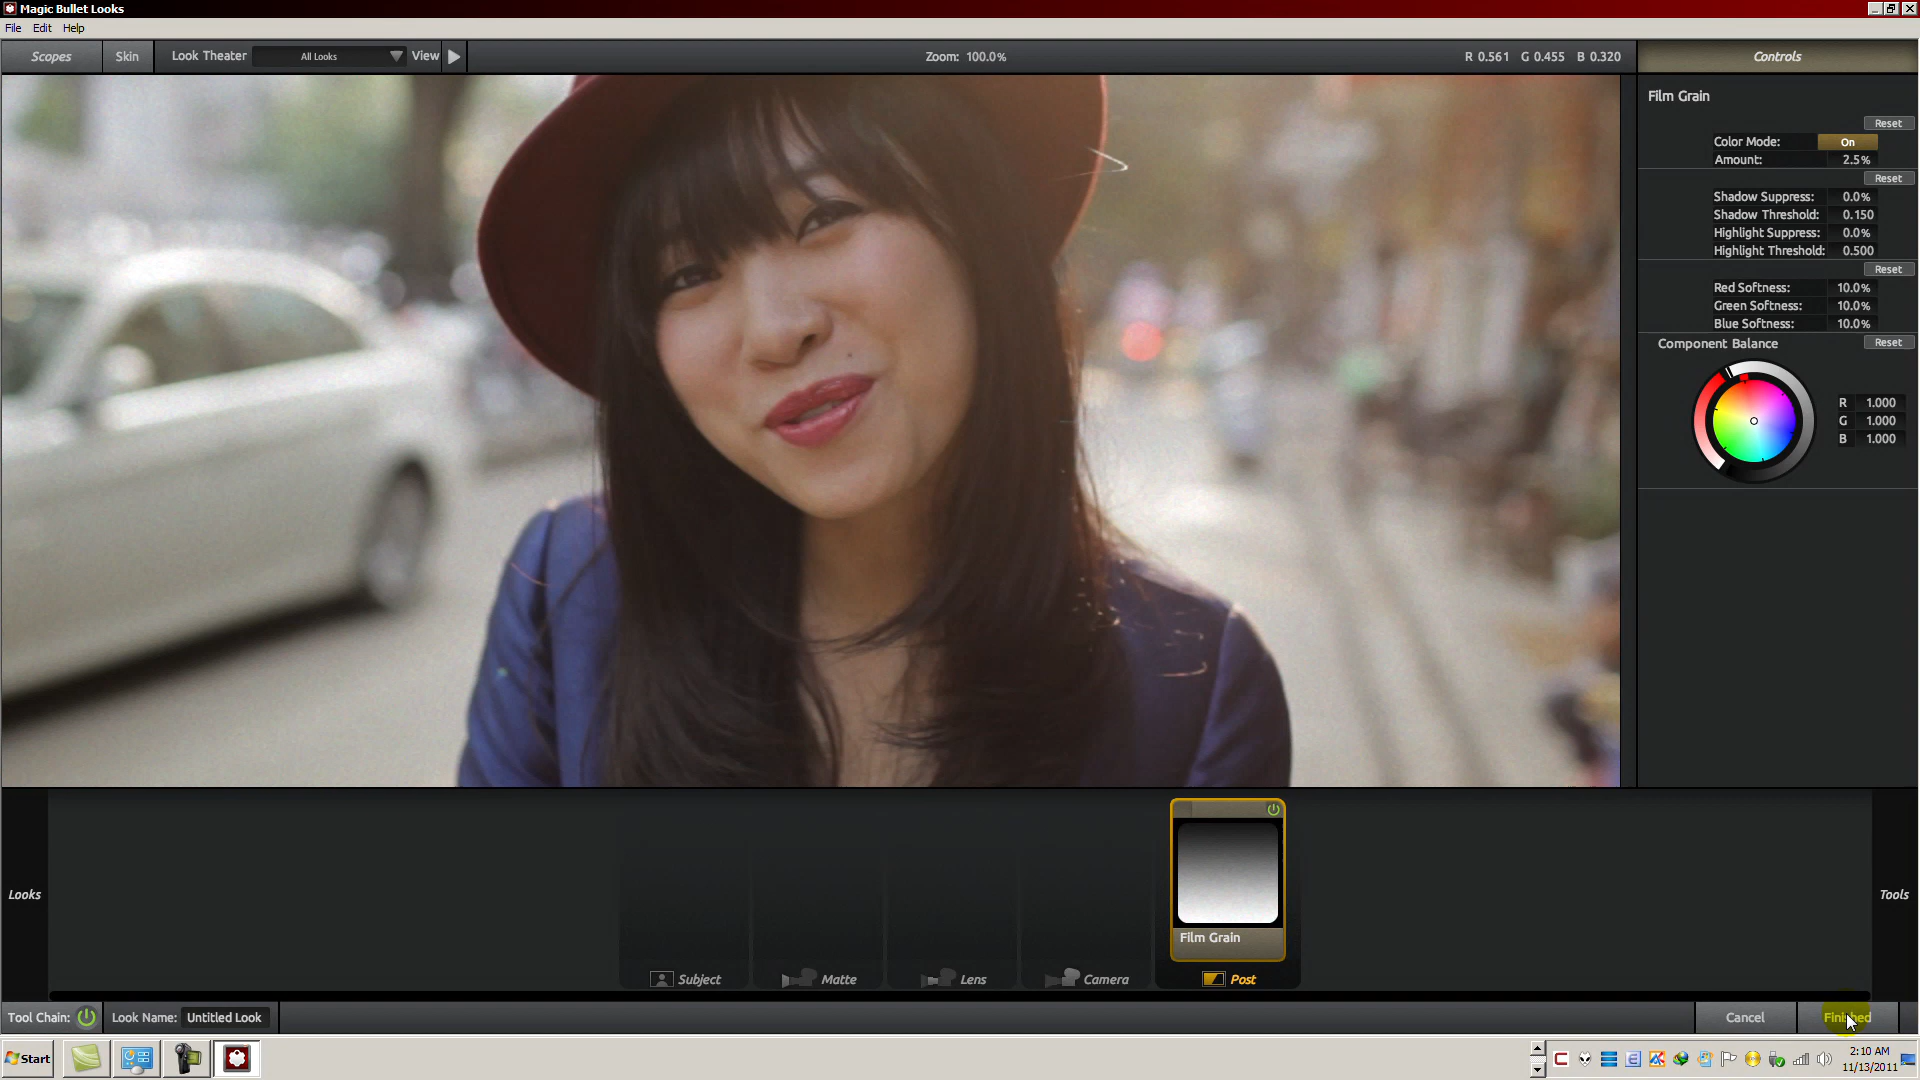 Magic Bullet Looks
File Edit Help
Scopes Skin Look Theater All Looks View Zoom: 100.0% R 0.561 G 0.455 B 0.320 Controls
Film Grain
Reset
Color Mode: On
Amount: 2.5%
Reset
Shadow Suppress: 0.0%
Shadow Threshold: 0.150
Highlight Suppress: 0.0%
Highlight Threshold: 0.500
Reset
Red Softness: 10.0%
Green Softness: 10.0%
Blue Softness: 10.0%
Component Balance Reset
R 1.000
G 1.000
B 1.000
Looks
Tools
Film Grain
Subject Matte Lens Camera Post
Tool Chain: Look Name: Untitled Look Cancel Finished
Start
2:10 AM
11/13/2011